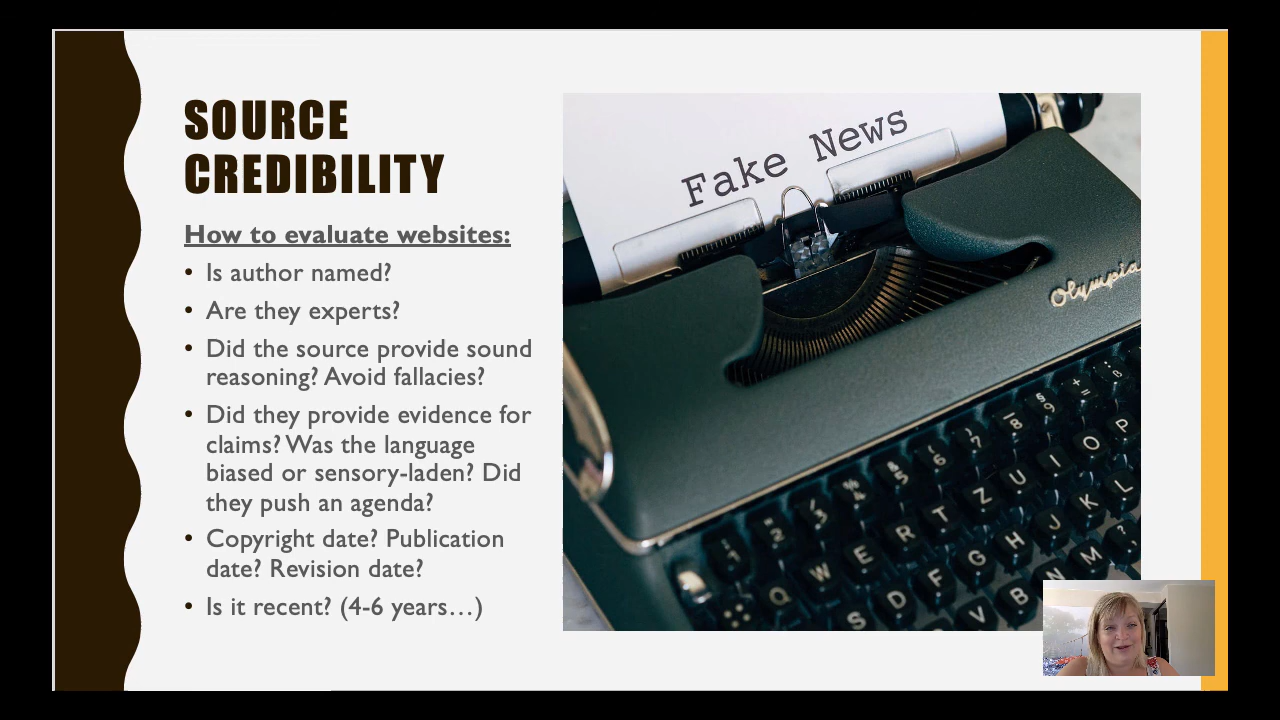 SOURCE
CREDIBILITY
How to evaluate websites:
• Is author named?
• Are they experts?
• Did the source provide sound
reasoning? Avoid fallacies?
• Did they provide evidence for
claims? Was the language
biased or sensory-laden? Did
they push an agenda?
• Copyright date? Publication
date? Revision date?
• Is it recent? (4-6 years…)
Fake News
Olympia
W E R T Z U I O P
S D F G H J K L
V B N M ?